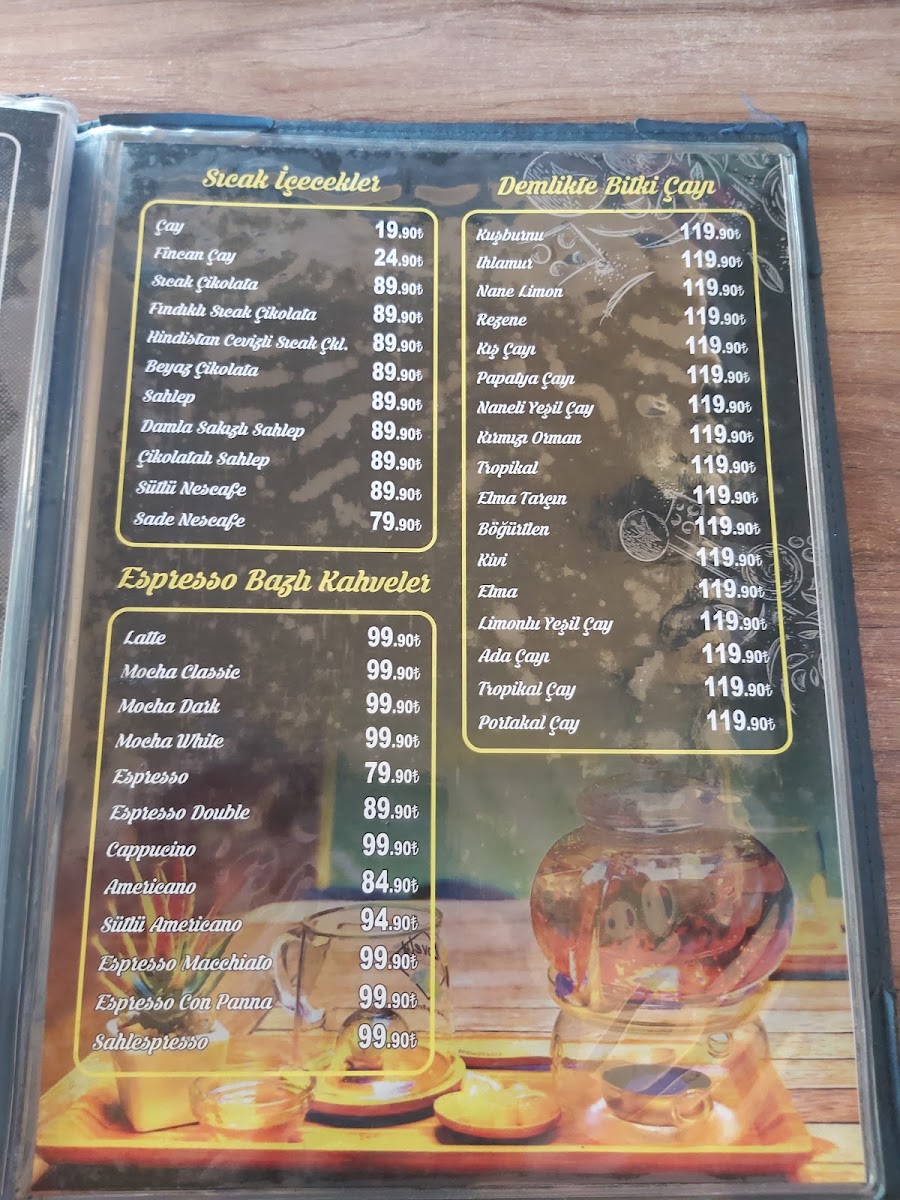 Sıcak İçecekler
Çay 19.90₺
Fincan Çay 24.90₺
Sıcak Çikolata 89.90₺
Fındıklı Sıcak Çikolata 89.90₺
Hindistan Cevizli Sıcak Çkl. 89.90₺
Beyaz Çikolata 89.90₺
Sahlep 89.90₺
Damla Sakızlı Sahlep 89.90₺
Çikolatalı Sahlep 89.90₺
Sütlü Nescafe 89.90₺
Sade Nescafe 79.90₺
Espresso Bazlı Kahveler
Latte 99.90₺
Mocha Classic 99.90₺
Mocha Dark 99.90₺
Mocha White 99.90₺
Espresso 79.90₺
Espresso Double 89.90₺
Cappucino 99.90₺
Americano 84.90₺
Sütlü Americano 94.90₺
Espresso Macchiato 99.90₺
Espresso Con Panna 99.90₺
Sahlespresso 99.90₺
Demlikte Bitki Çayı
Kuşburnu 119.90₺
Ihlamur 119.90₺
Nane Limon 119.90₺
Rezene 119.90₺
Kış Çayı 119.90₺
Papatya Çayı 119.90₺
Naneli Yeşil Çay 119.90₺
Kırmızı Orman 119.90₺
Tropikal 119.90₺
Elma Tarçın 119.90₺
Böğürtlen 119.90₺
Kivi 119.90₺
Elma 119.90₺
Limonlu Yeşil Çay 119.90₺
Ada Çayı 119.90₺
Tropikal Çay 119.90₺
Portakal Çay 119.90₺